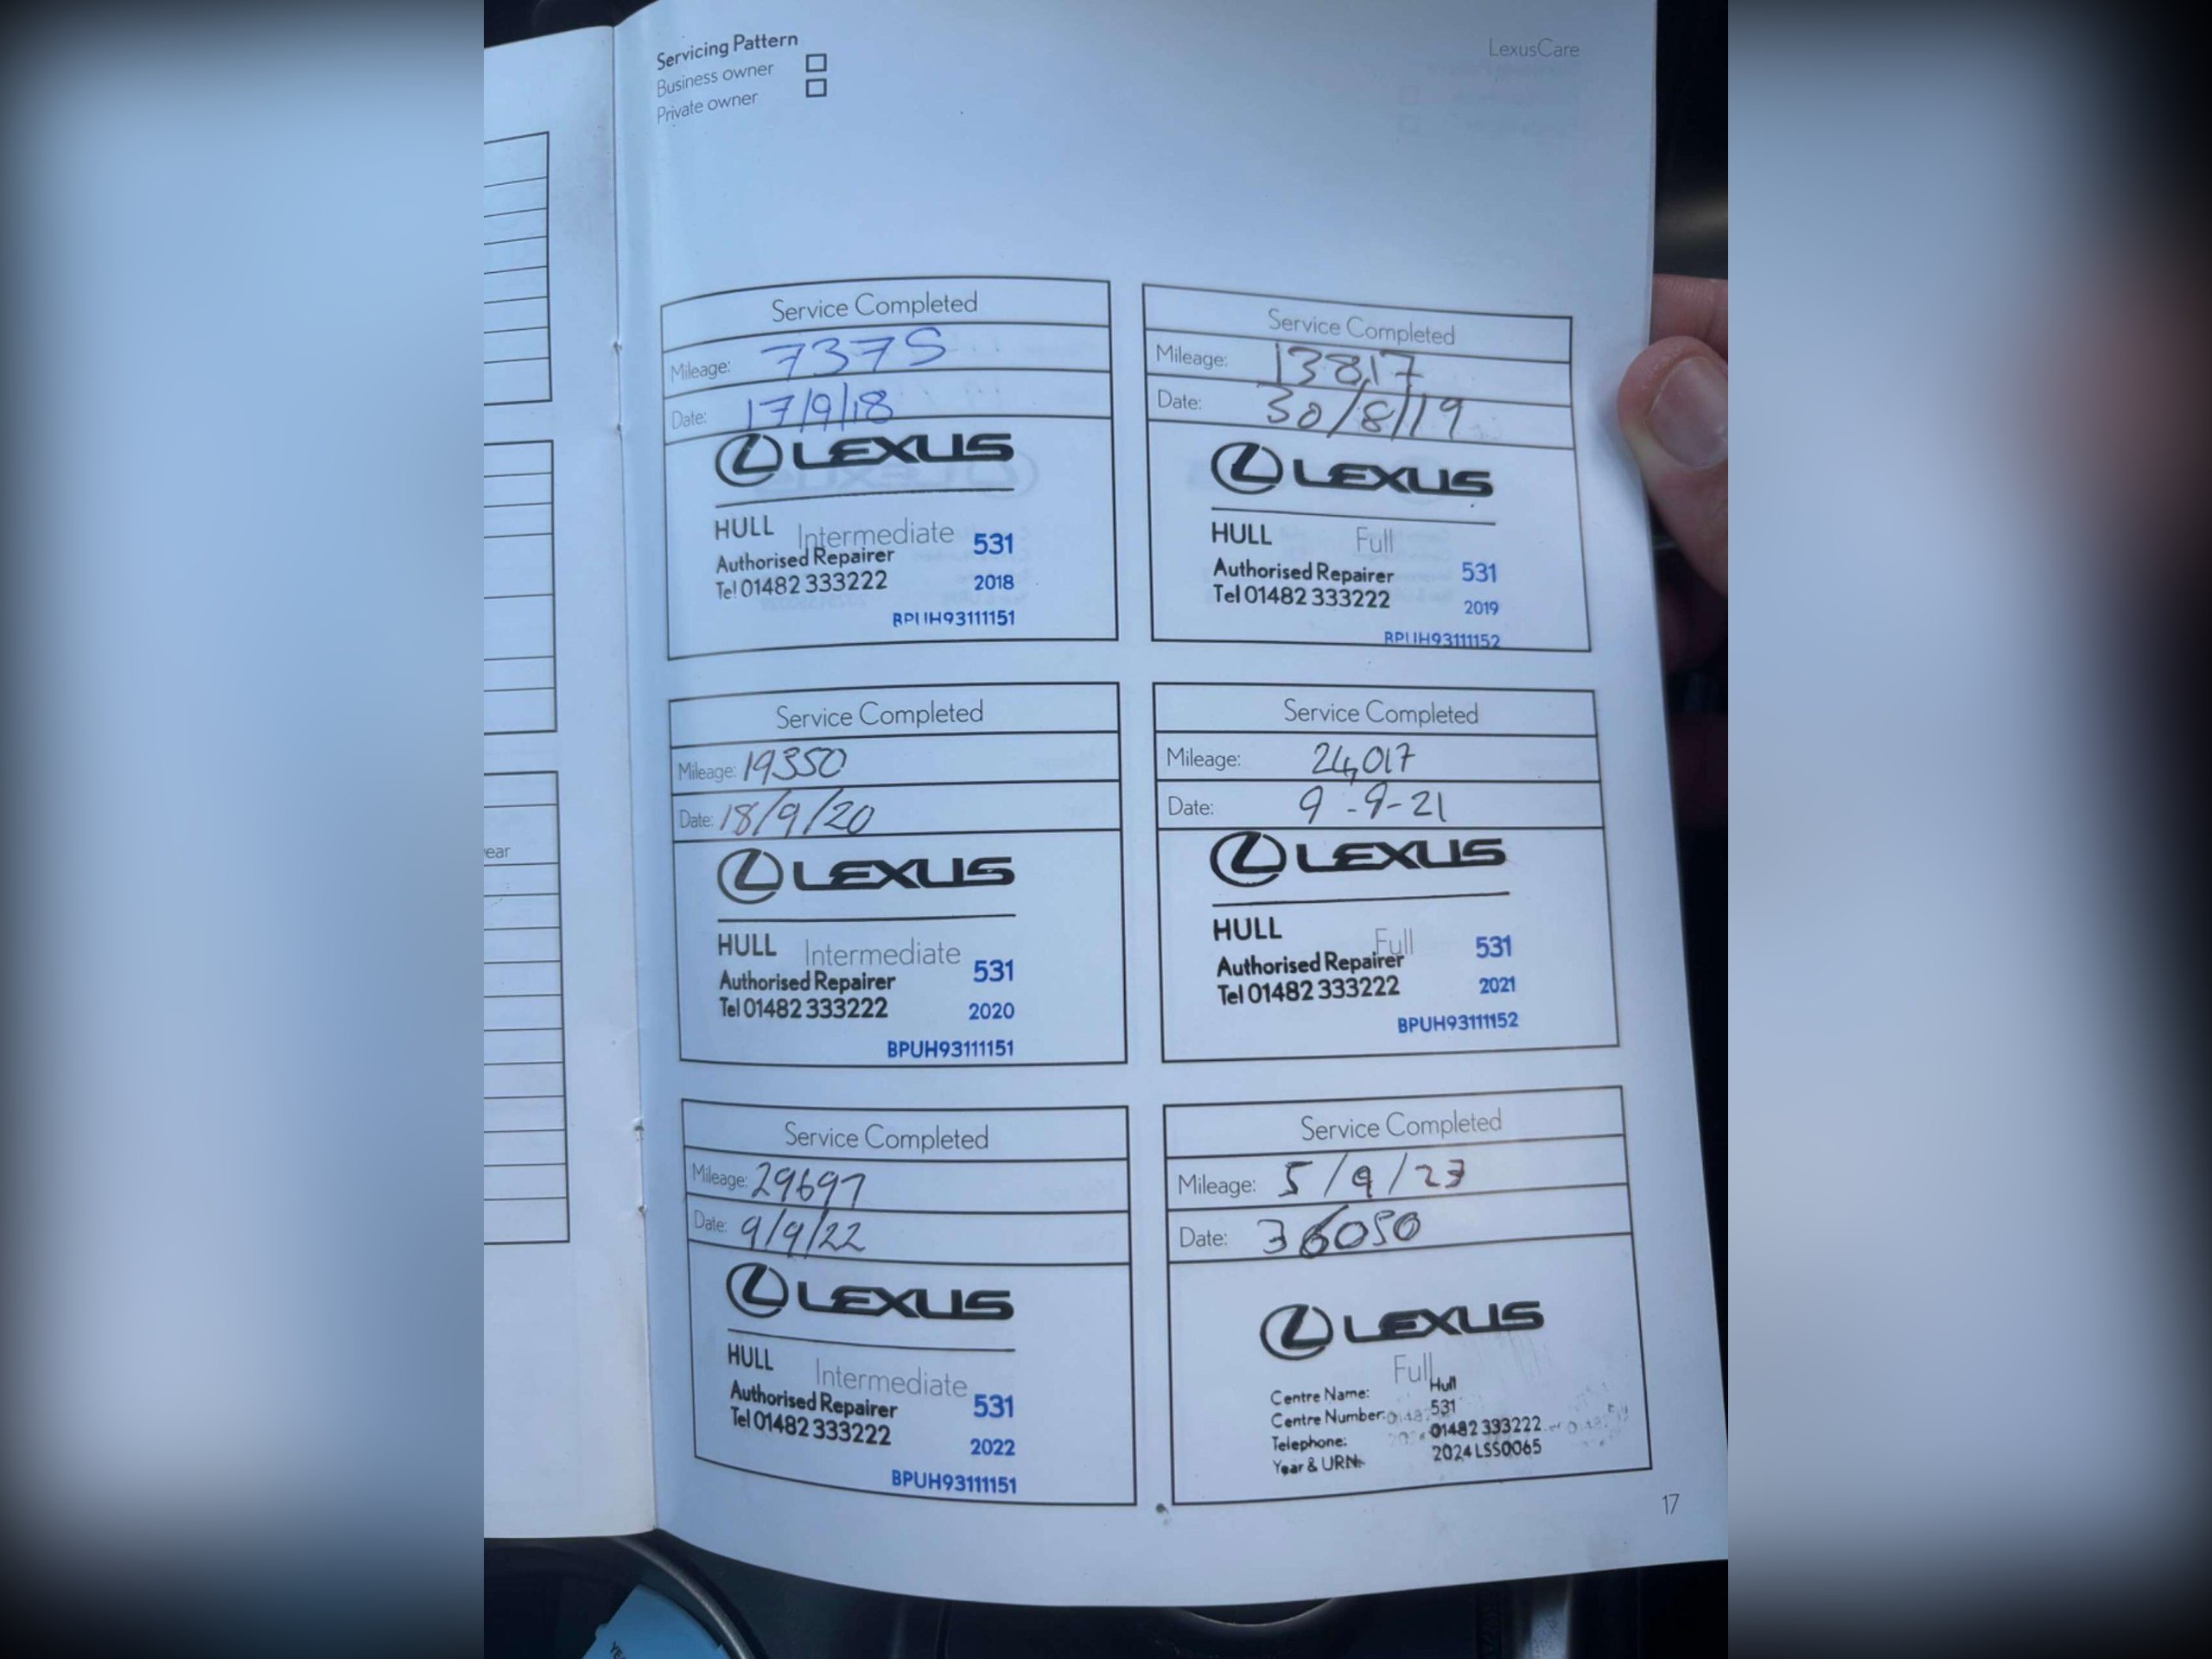 Servicing Pattern
Business owner
Private owner
LexusCare
ear
Service Completed
Mileage: 7375
Date: 17/9/18
LEXUS
HULL Intermediate 531
Authorised Repairer
Tel 01482 333222 2018
BPUH93111151
Service Completed
Mileage: 13817
Date: 30/8/19
LEXUS
HULL Full
Authorised Repairer 531
Tel 01482 333222 2019
BPUH93111152
Service Completed
Mileage: 19350
Date: 18/9/20
LEXUS
HULL Intermediate 531
Authorised Repairer
Tel 01482 333222 2020
BPUH93111151
Service Completed
Mileage: 24,017
Date: 9-9-21
LEXUS
HULL Full 531
Authorised Repairer
Tel 01482 333222 2021
BPUH93111152
Service Completed
Mileage: 29697
Date: 9/9/22
LEXUS
HULL Intermediate 531
Authorised Repairer
Tel 01482 333222 2022
BPUH93111151
Service Completed
Mileage: 5/9/23
Date: 36050
LEXUS
Full
Centre Name: Hull
Centre Number: 531
Telephone: 01482 333222
Year & URN: 2024LSS0065
17